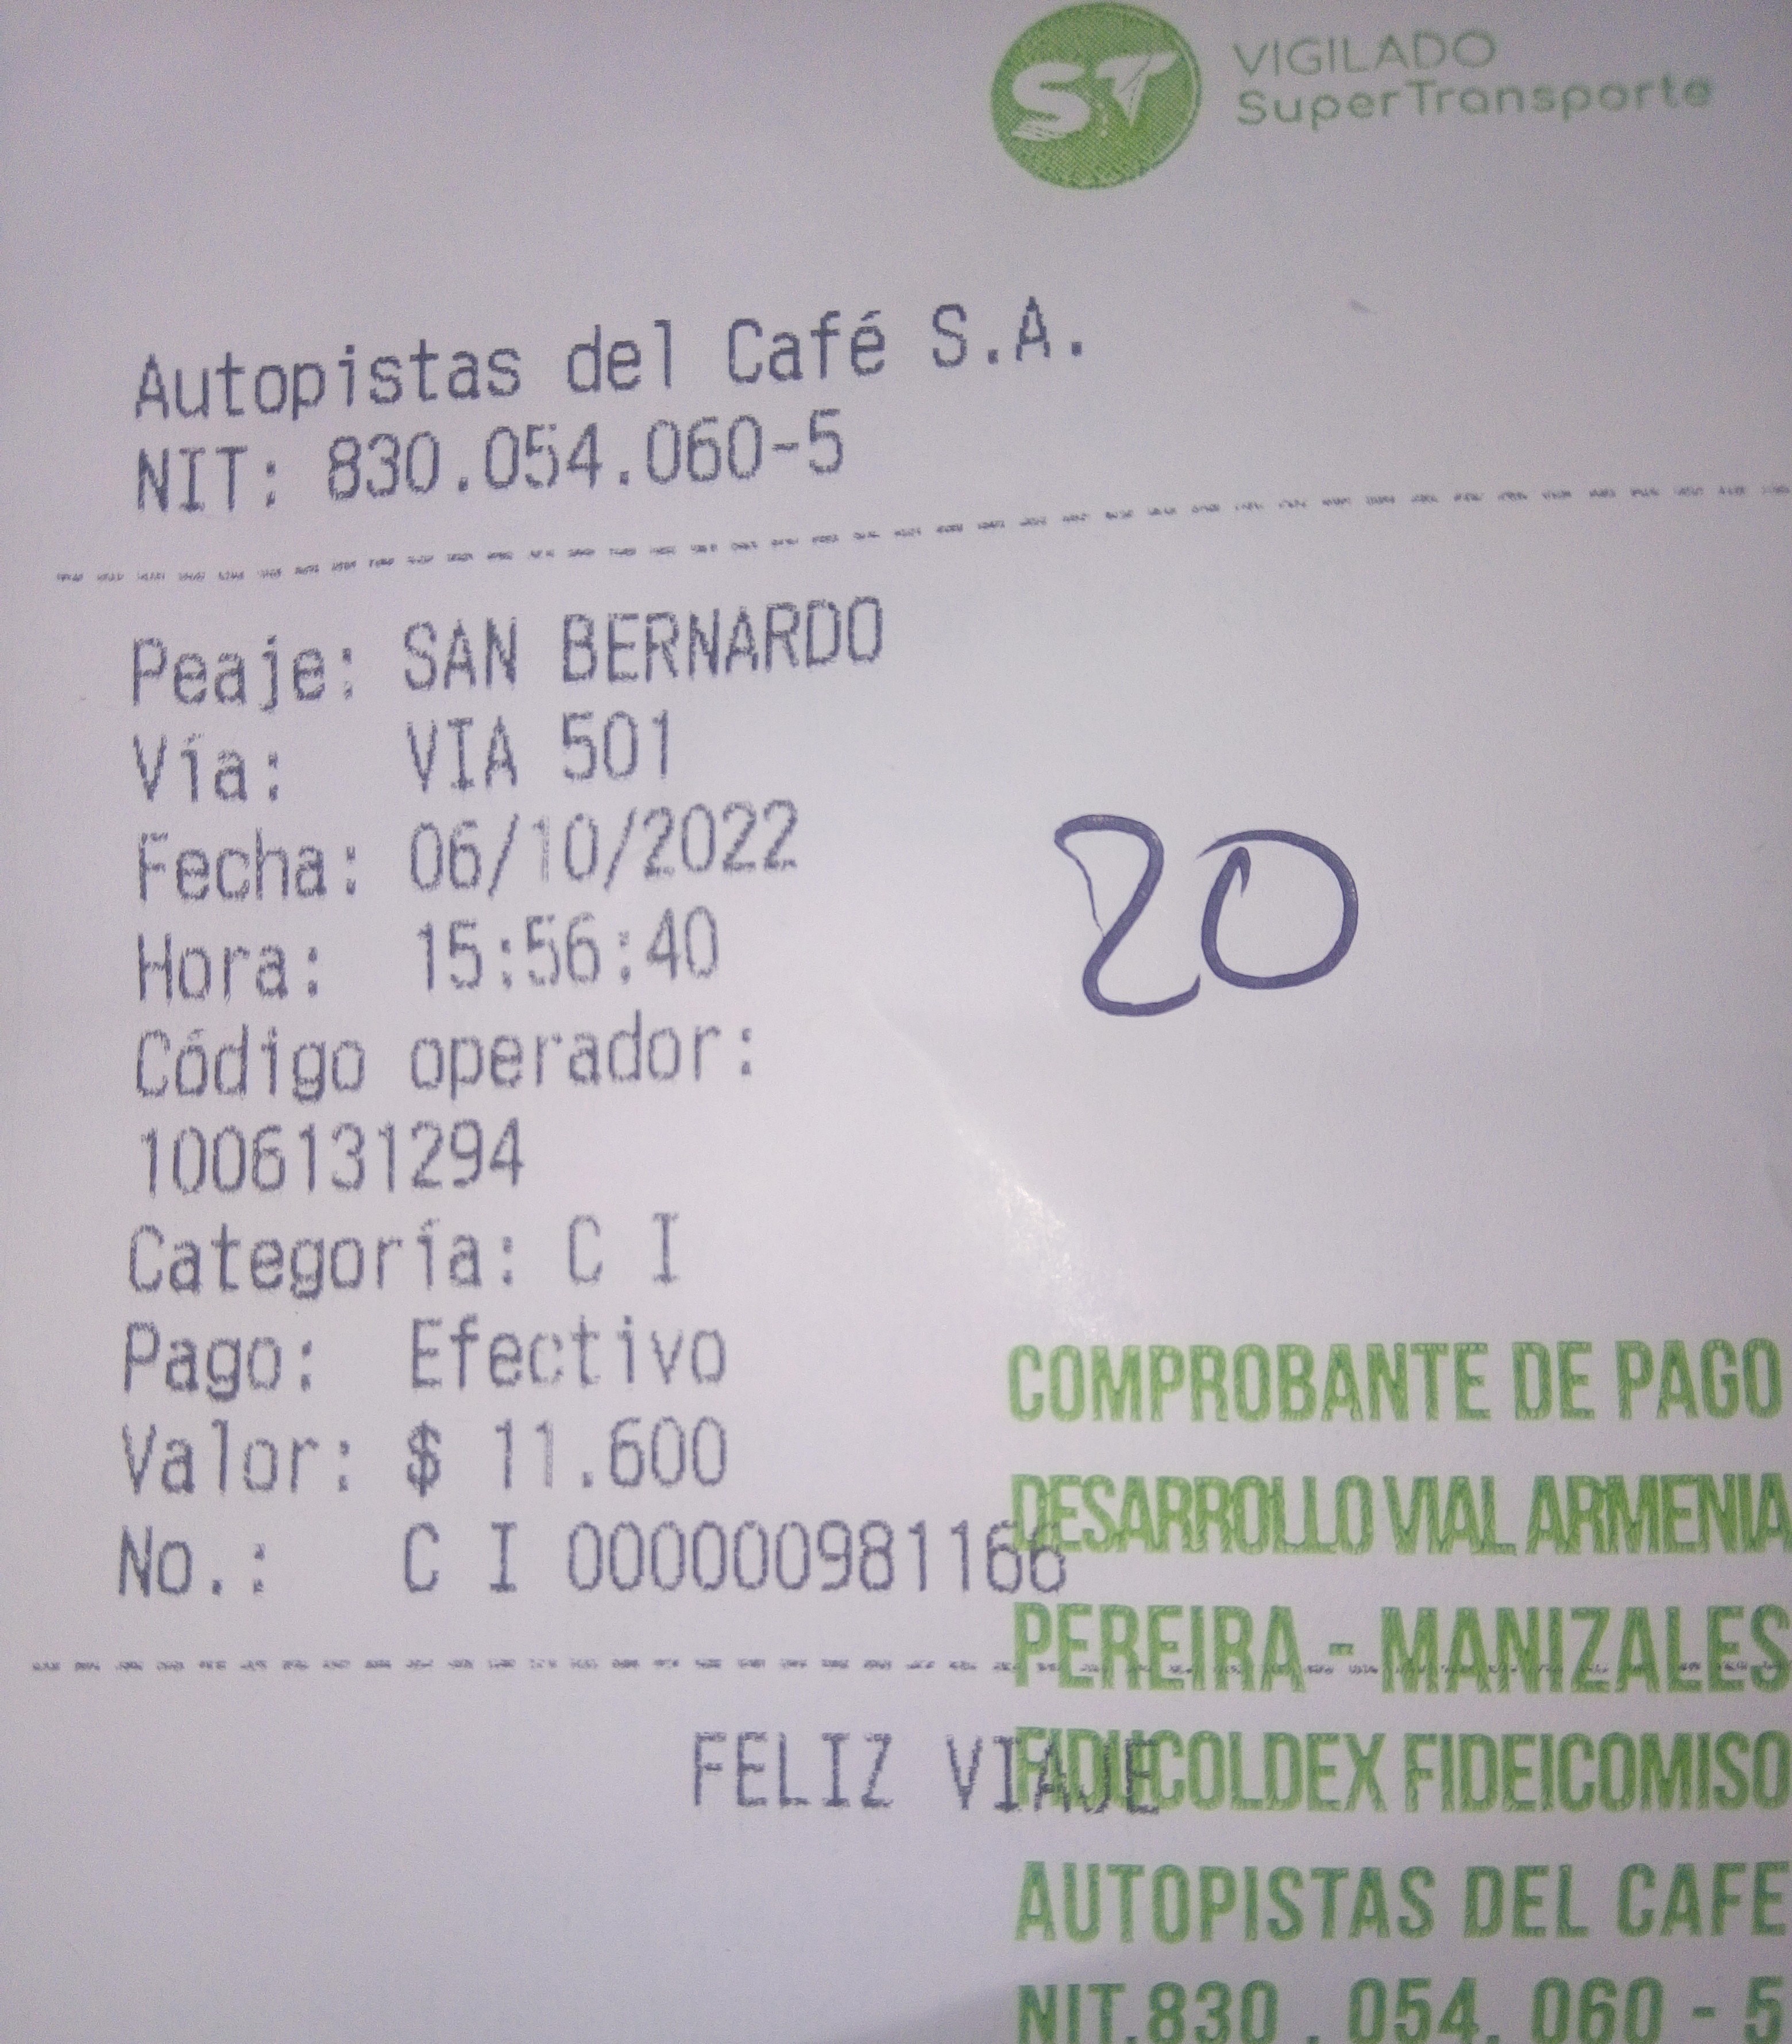 ST VIGILADO
SuperTransporte
Autopistas del Café S.A.
NIT: 830.054.060-5
Peaje: SAN BERNARDO
Vía: VIA 501
Fecha: 06/10/2022
20
Hora: 15:56:40
Código operador:
1006131294
Categoría: C I
Pago: Efectivo
Valor: $ 11.600
No.: C I 000000981166
FELIZ VIAJE
COMPROBANTE DE PAGO
DESARROLLO VIAL ARMENIA
PEREIRA - MANIZALES
FIDUCOLDEX FIDEICOMISO
AUTOPISTAS DEL CAFE
NIT.830 . 054. 060 - 5